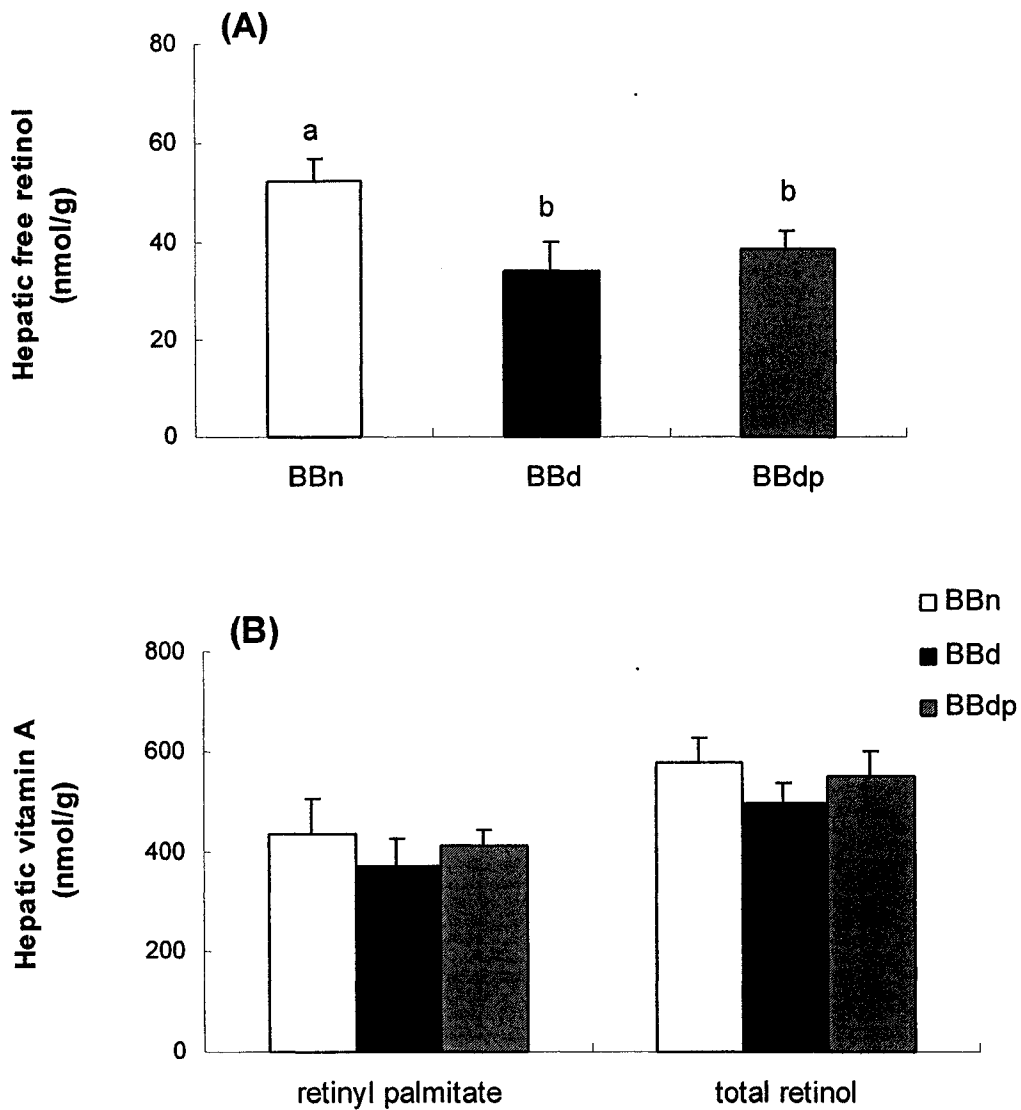 (A)
Hepatic free retinol
(nmol/g)
80
60
40
20
0
a
b
b
BBn
BBd
BBdp
(B)
Hepatic vitamin A
(nmol/g)
800
600
400
200
0
BBn
BBd
BBdp
retinyl palmitate
total retinol